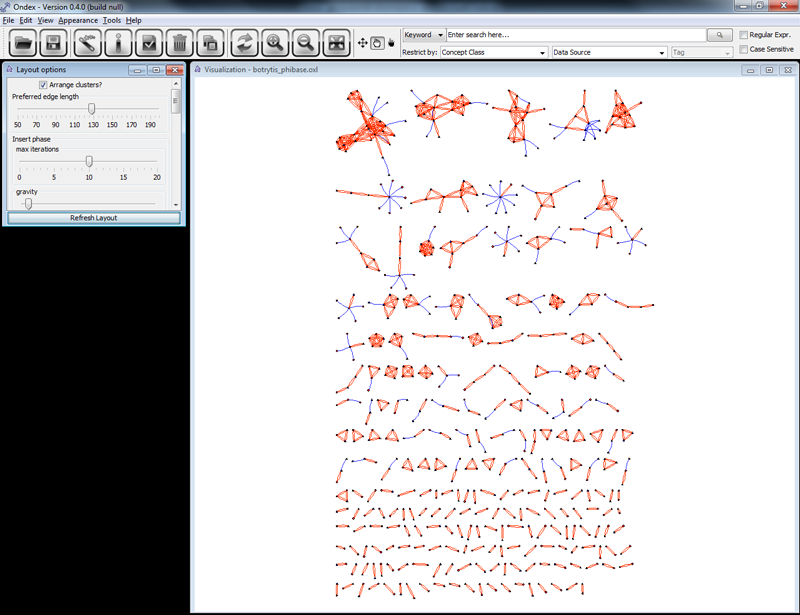 Ondex - Version 0.4.0 (build null)
File Edit View Appearance Tools Help
Keyword Enter search here... Regular Expr.
Restrict by: Concept Class Data Source Tag Case Sensitive
Layout options
Visualization - botrytis_phibase.oxl
Arrange clusters?
Preferred edge length
50 70 90 110 130 150 170 190
Insert phase
max iterations
0 5 10 15 20
gravity
Refresh Layout